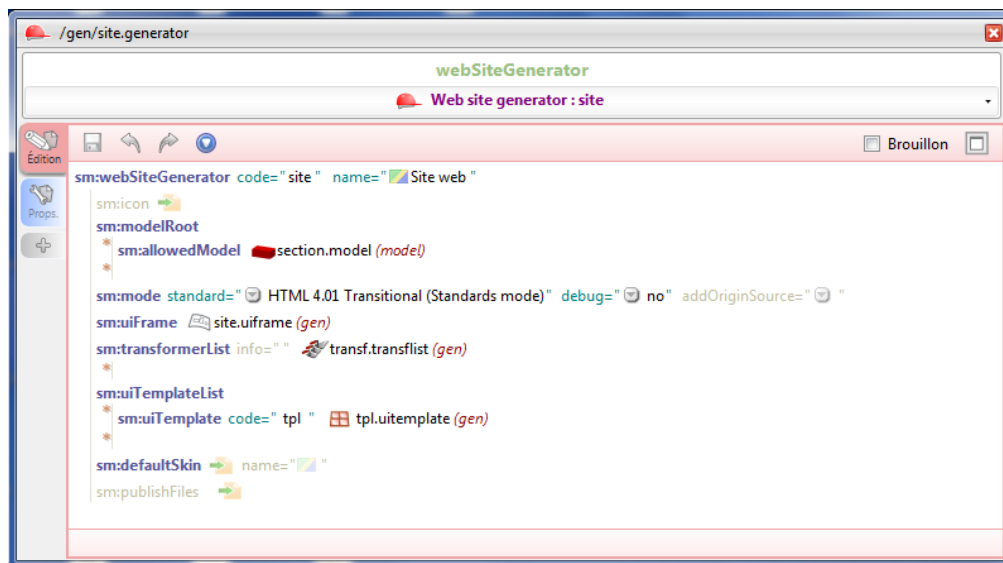 /gen/site.generator
webSiteGenerator
Web site generator : site
Édition
Brouillon
Props.
sm:webSiteGenerator code="site" name="Site web"
sm:icon
sm:modelRoot
* sm:allowedModel section.model (model)
*
sm:mode standard="HTML 4.01 Transitional (Standards mode)" debug="no" addOriginSource=" "
sm:uiFrame site.uiframe (gen)
sm:transformerList info=" " transf.transflist (gen)
*
sm:uiTemplateList
* sm:uiTemplate code="tpl" tpl.uitemplate (gen)
*
sm:defaultSkin name=" "
sm:publishFiles